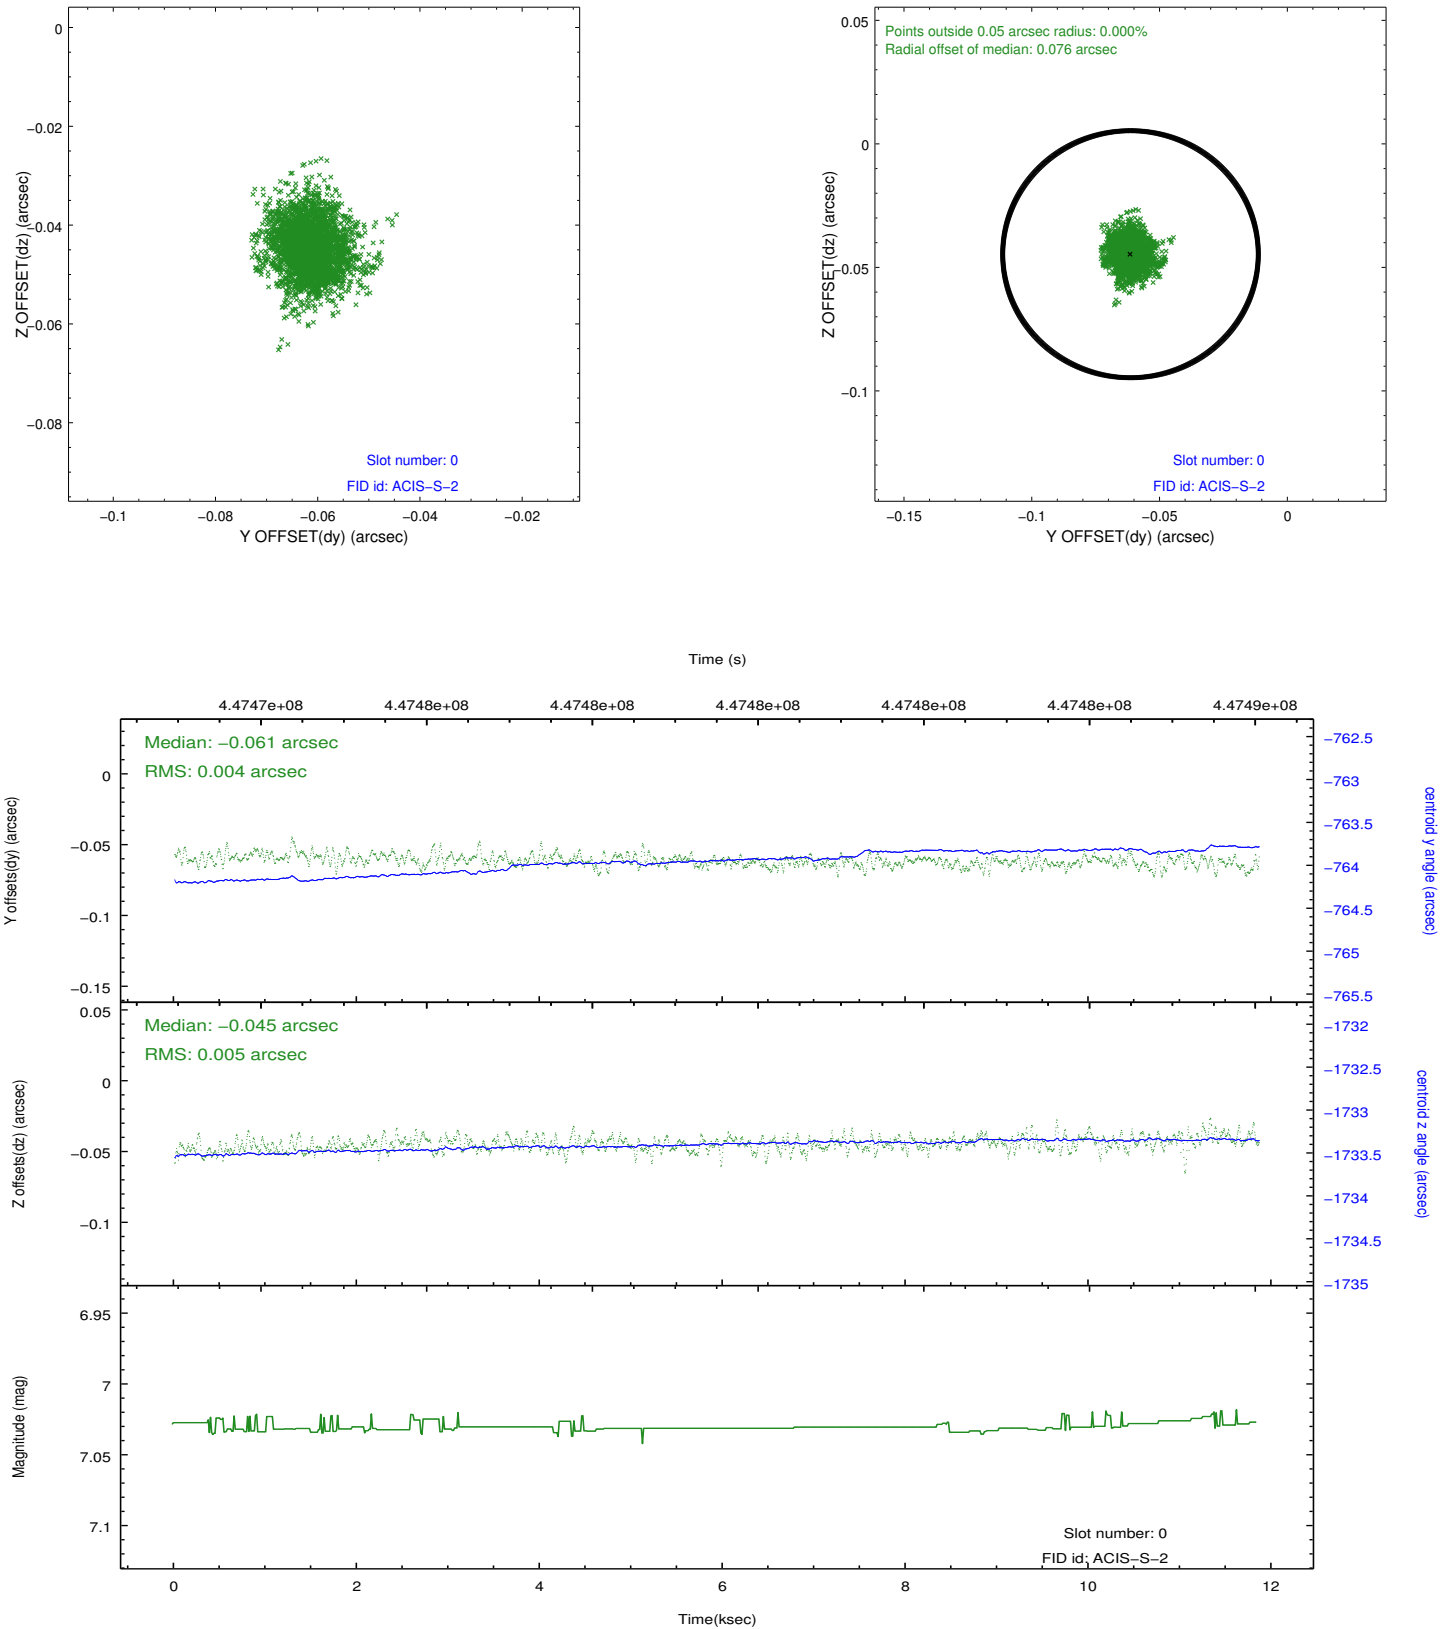 0
−0.02
−0.04
−0.06
−0.08
Z OFFSET(dz) (arcsec)
Slot number: 0
FID id: ACIS−S−2
−0.1
−0.08
−0.06
−0.04
−0.02
Y OFFSET(dy) (arcsec)
Points outside 0.05 arcsec radius: 0.000%
Radial offset of median: 0.076 arcsec
0.05
0
−0.05
−0.1
Z OFFSET(dz) (arcsec)
Slot number: 0
FID id: ACIS−S−2
−0.15
−0.1
−0.05
0
Y OFFSET(dy) (arcsec)
Time (s)
4.4747e+08
4.4748e+08
4.4748e+08
4.4748e+08
4.4748e+08
4.4748e+08
4.4749e+08
Median: −0.061 arcsec
RMS: 0.004 arcsec
0
−0.05
−0.1
−0.15
Y offsets(dy) (arcsec)
−762.5
−763
−763.5
−764
−764.5
−765
−765.5
centroid y angle (arcsec)
Median: −0.045 arcsec
RMS: 0.005 arcsec
0.05
0
−0.05
−0.1
Z offsets(dz) (arcsec)
−1732
−1732.5
−1733
−1733.5
−1734
−1734.5
−1735
centroid z angle (arcsec)
6.95
7
7.05
7.1
Magnitude (mag)
Slot number: 0
FID id: ACIS−S−2
0
2
4
6
8
10
12
Time(ksec)